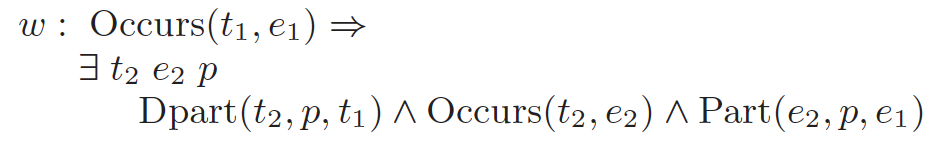 w : Occurs(t₁, e₁) ⇒
∃ t₂ e₂ p
Dpart(t₂, p, t₁) ∧ Occurs(t₂, e₂) ∧ Part(e₂, p, e₁)